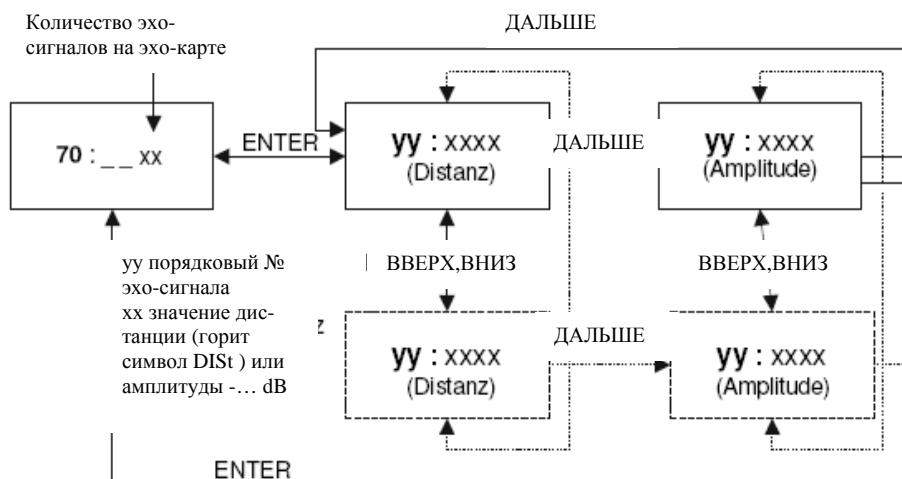 Количество эхо-
сигналов на эхо-карте
ДАЛЬШЕ
70 : _ _ xx
ENTER
yy : xxxx
(Distanz)
ДАЛЬШЕ
yy : xxxx
(Amplitude)
уу порядковый №
эхо-сигнала
хх значение дис-
танции (горит
символ DISt ) или
амплитуды -... dB
ВВЕРХ,ВНИЗ
ВВЕРХ,ВНИЗ
z
yy : xxxx
(Distanz)
ДАЛЬШЕ
yy : xxxx
(Amplitude)
ENTER